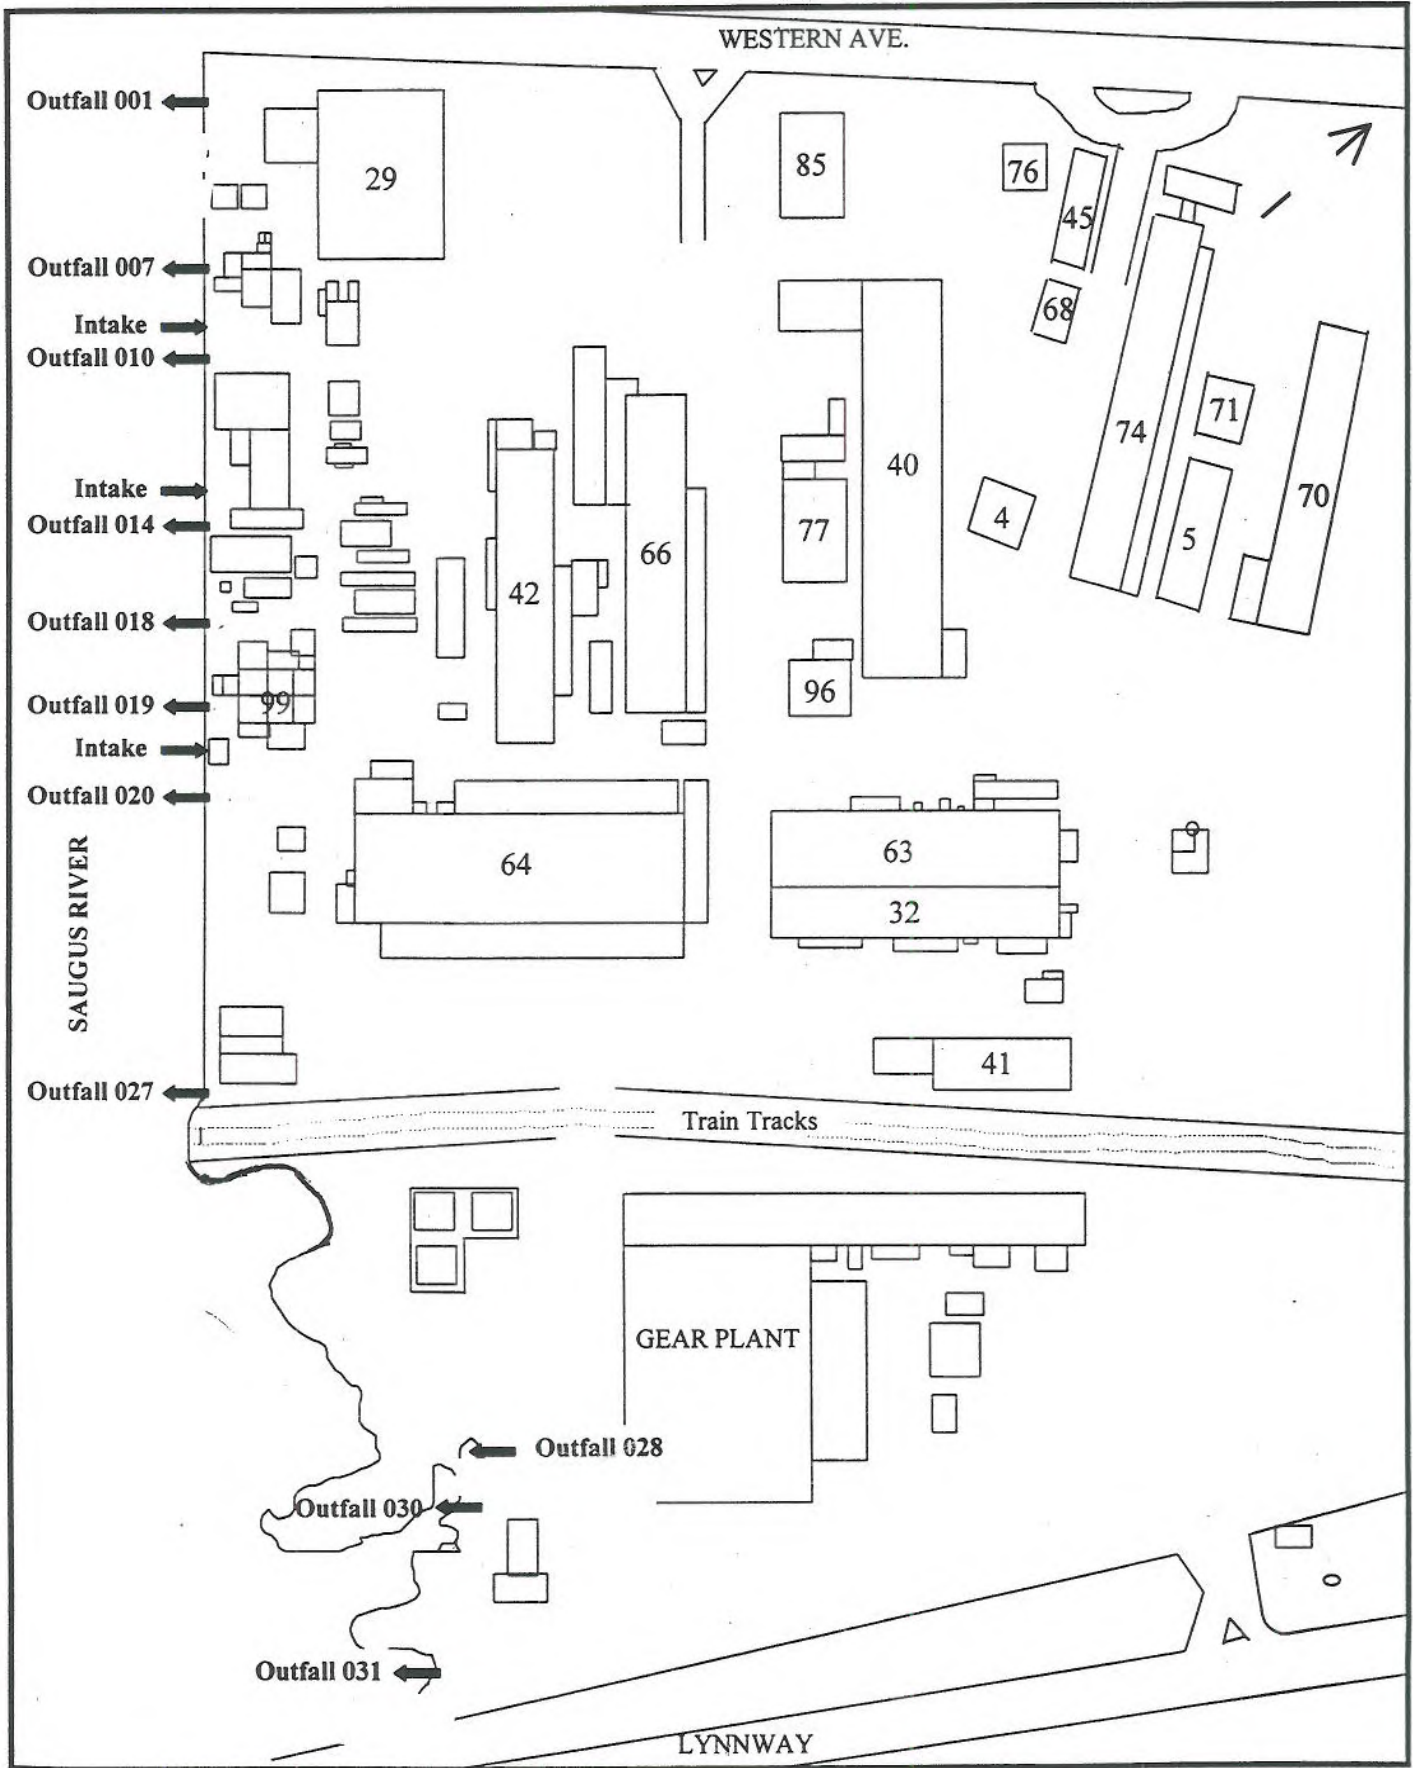 WESTERN AVE.
Outfall 001
29
85
76
45
Outfall 007
68
Intake
Outfall 010
71
74
40
Intake
70
4
Outfall 014
77
5
66
42
Outfall 018
96
99
Outfall 019
Intake
Outfall 020
63
64
32
SAUGUS RIVER
41
Outfall 027
Train Tracks
GEAR PLANT
Outfall 028
Outfall 030
Outfall 031
LYNNWAY